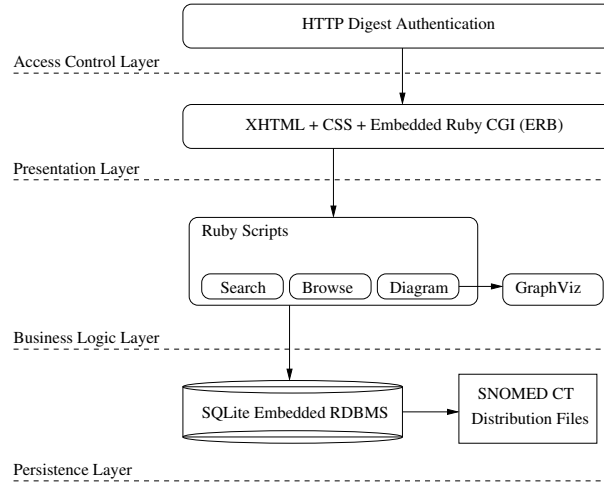 HTTP Digest Authentication
Access Control Layer
XHTML + CSS + Embedded Ruby CGI (ERB)
Presentation Layer
Ruby Scripts
Search
Browse
Diagram
GraphViz
Business Logic Layer
SQLite Embedded RDBMS
SNOMED CT
Distribution Files
Persistence Layer